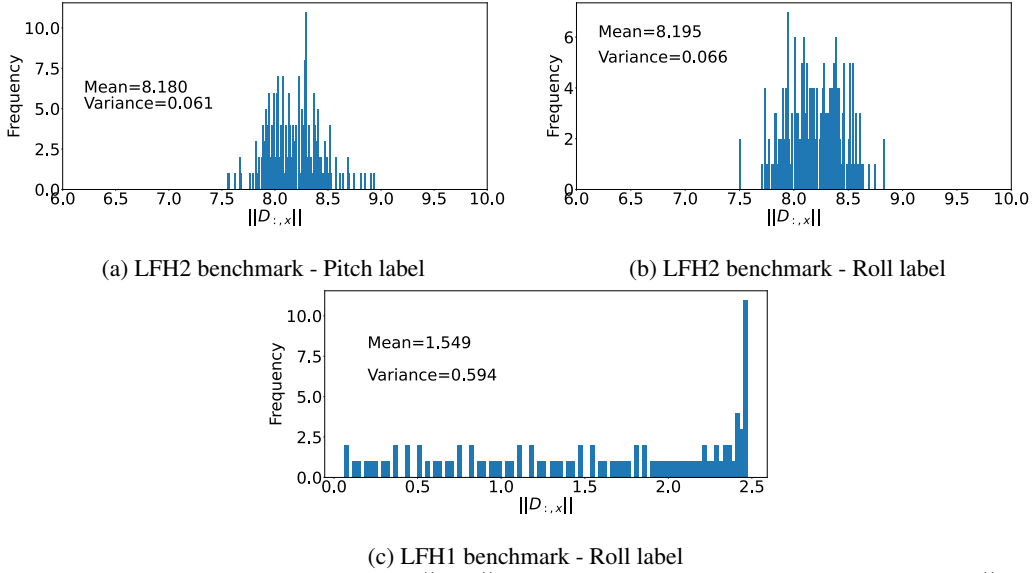 10.0
7.5
5.0
2.5
0.0
Frequency
Mean=8.180
Variance=0.061
6.0 6.5 7.0 7.5 8.0 8.5 9.0 9.5 10.0
||D:,x||
(a) LFH2 benchmark - Pitch label
6
4
2
0
Frequency
Mean=8.195
Variance=0.066
6.0 6.5 7.0 7.5 8.0 8.5 9.0 9.5 10.0
||D:,x||
(b) LFH2 benchmark - Roll label
10.0
7.5
5.0
2.5
0.0
Frequency
Mean=1.549
Variance=0.594
0.0 0.5 1.0 1.5 2.0 2.5
||D:,x||
(c) LFH1 benchmark - Roll label